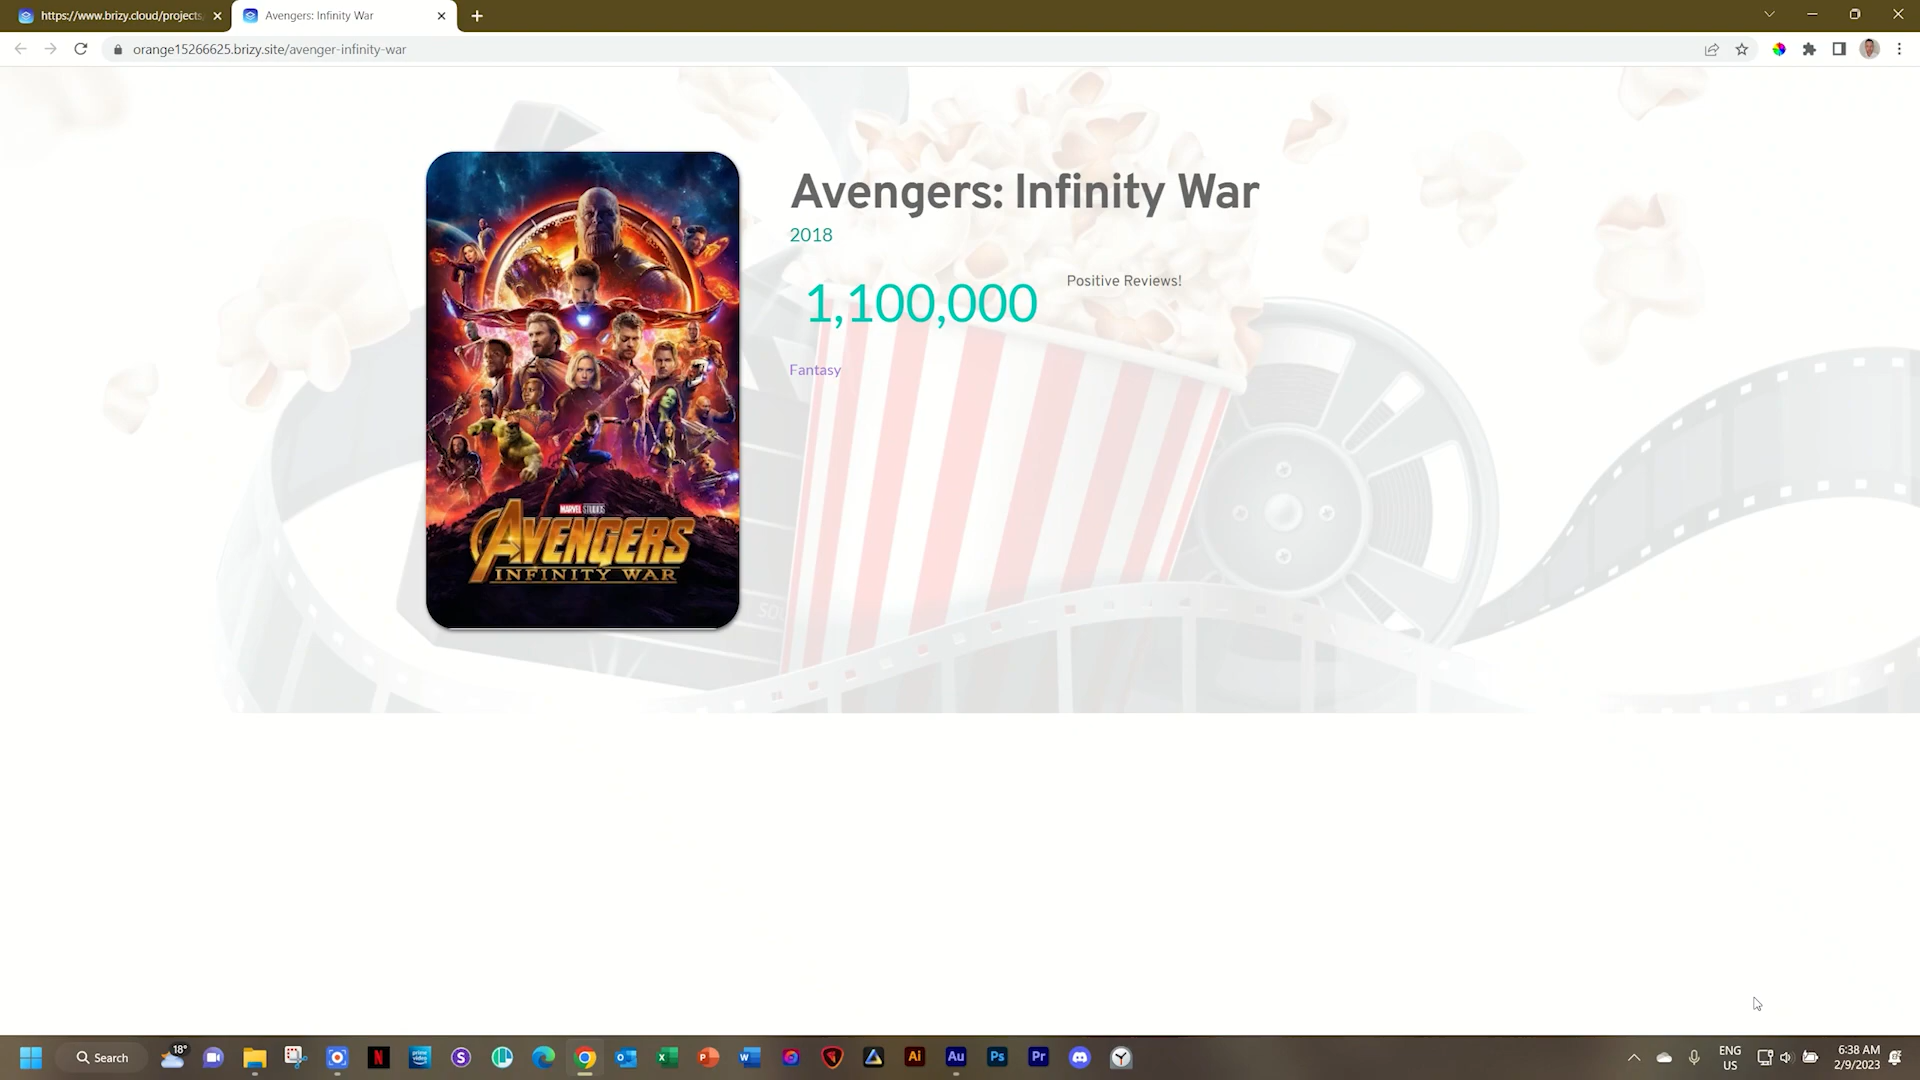 https://www.brizy.cloud/projects
Avengers: Infinity War
orange15266625.brizy.site/avenger-infinity-war
Avengers: Infinity War
2018
1,100,000
Positive Reviews!
Fantasy
MARVEL STUDIOS
AVENGERS
INFINITY WAR
18°
Search
ENG
US
6:38 AM
2/9/2023